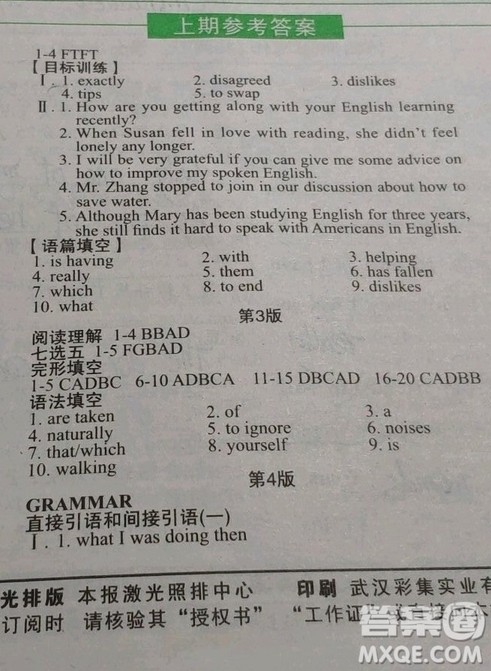 上期参考答案
1-4 FTFT
【目标训练】
Ⅰ. 1. exactly 2. disagreed 3. dislikes
4. tips 5. to swap
Ⅱ. 1. How are you getting along with your English learning
recently?
2. When Susan fell in love with reading, she didn't feel
lonely any longer.
3. I will be very grateful if you can give me some advice on
how to improve my spoken English.
4. Mr. Zhang stopped to join in our discussion about how to
save water.
5. Although Mary has been studying English for three years,
she still finds it hard to speak with Americans in English.
【语篇填空】
1. is having 2. with 3. helping
4. really 5. them 6. has fallen
7. which 8. to end 9. dislikes
10. what
第3版
阅读理解 1-4 BBAD
七选五 1-5 FGBAD
完形填空
1-5 CADBC 6-10 ADBCA 11-15 DBCAD 16-20 CADBB
语法填空
1. are taken 2. of 3. a
4. naturally 5. to ignore 6. noises
7. that/which 8. yourself 9. is
10. walking
第4版
GRAMMAR
直接引语和间接引语(一)
Ⅰ. 1. what I was doing then
光排版 本报激光照排中心 印刷 武汉彩集实业有
订阅时 请核验其“授权书” “工作证